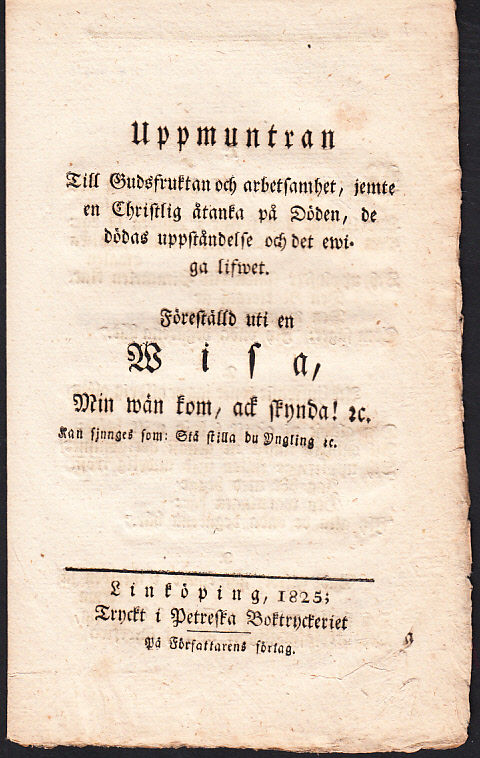 Uppmuntran
Till Gudsfruktan och arbetsamhet, jemte
en Christlig åtanka på Döden, de
dödas uppståndelse och det ewi-
ga lifwet.
Föreställd uti en
Wisa,
Min wän kom, ack skynda! ꝛc.
Kan sjunges som: Stå stilla du Yngling ꝛc.
Linköping, 1825;
Tryckt i Petreska Boktryckeriet
På Författarens förlag.